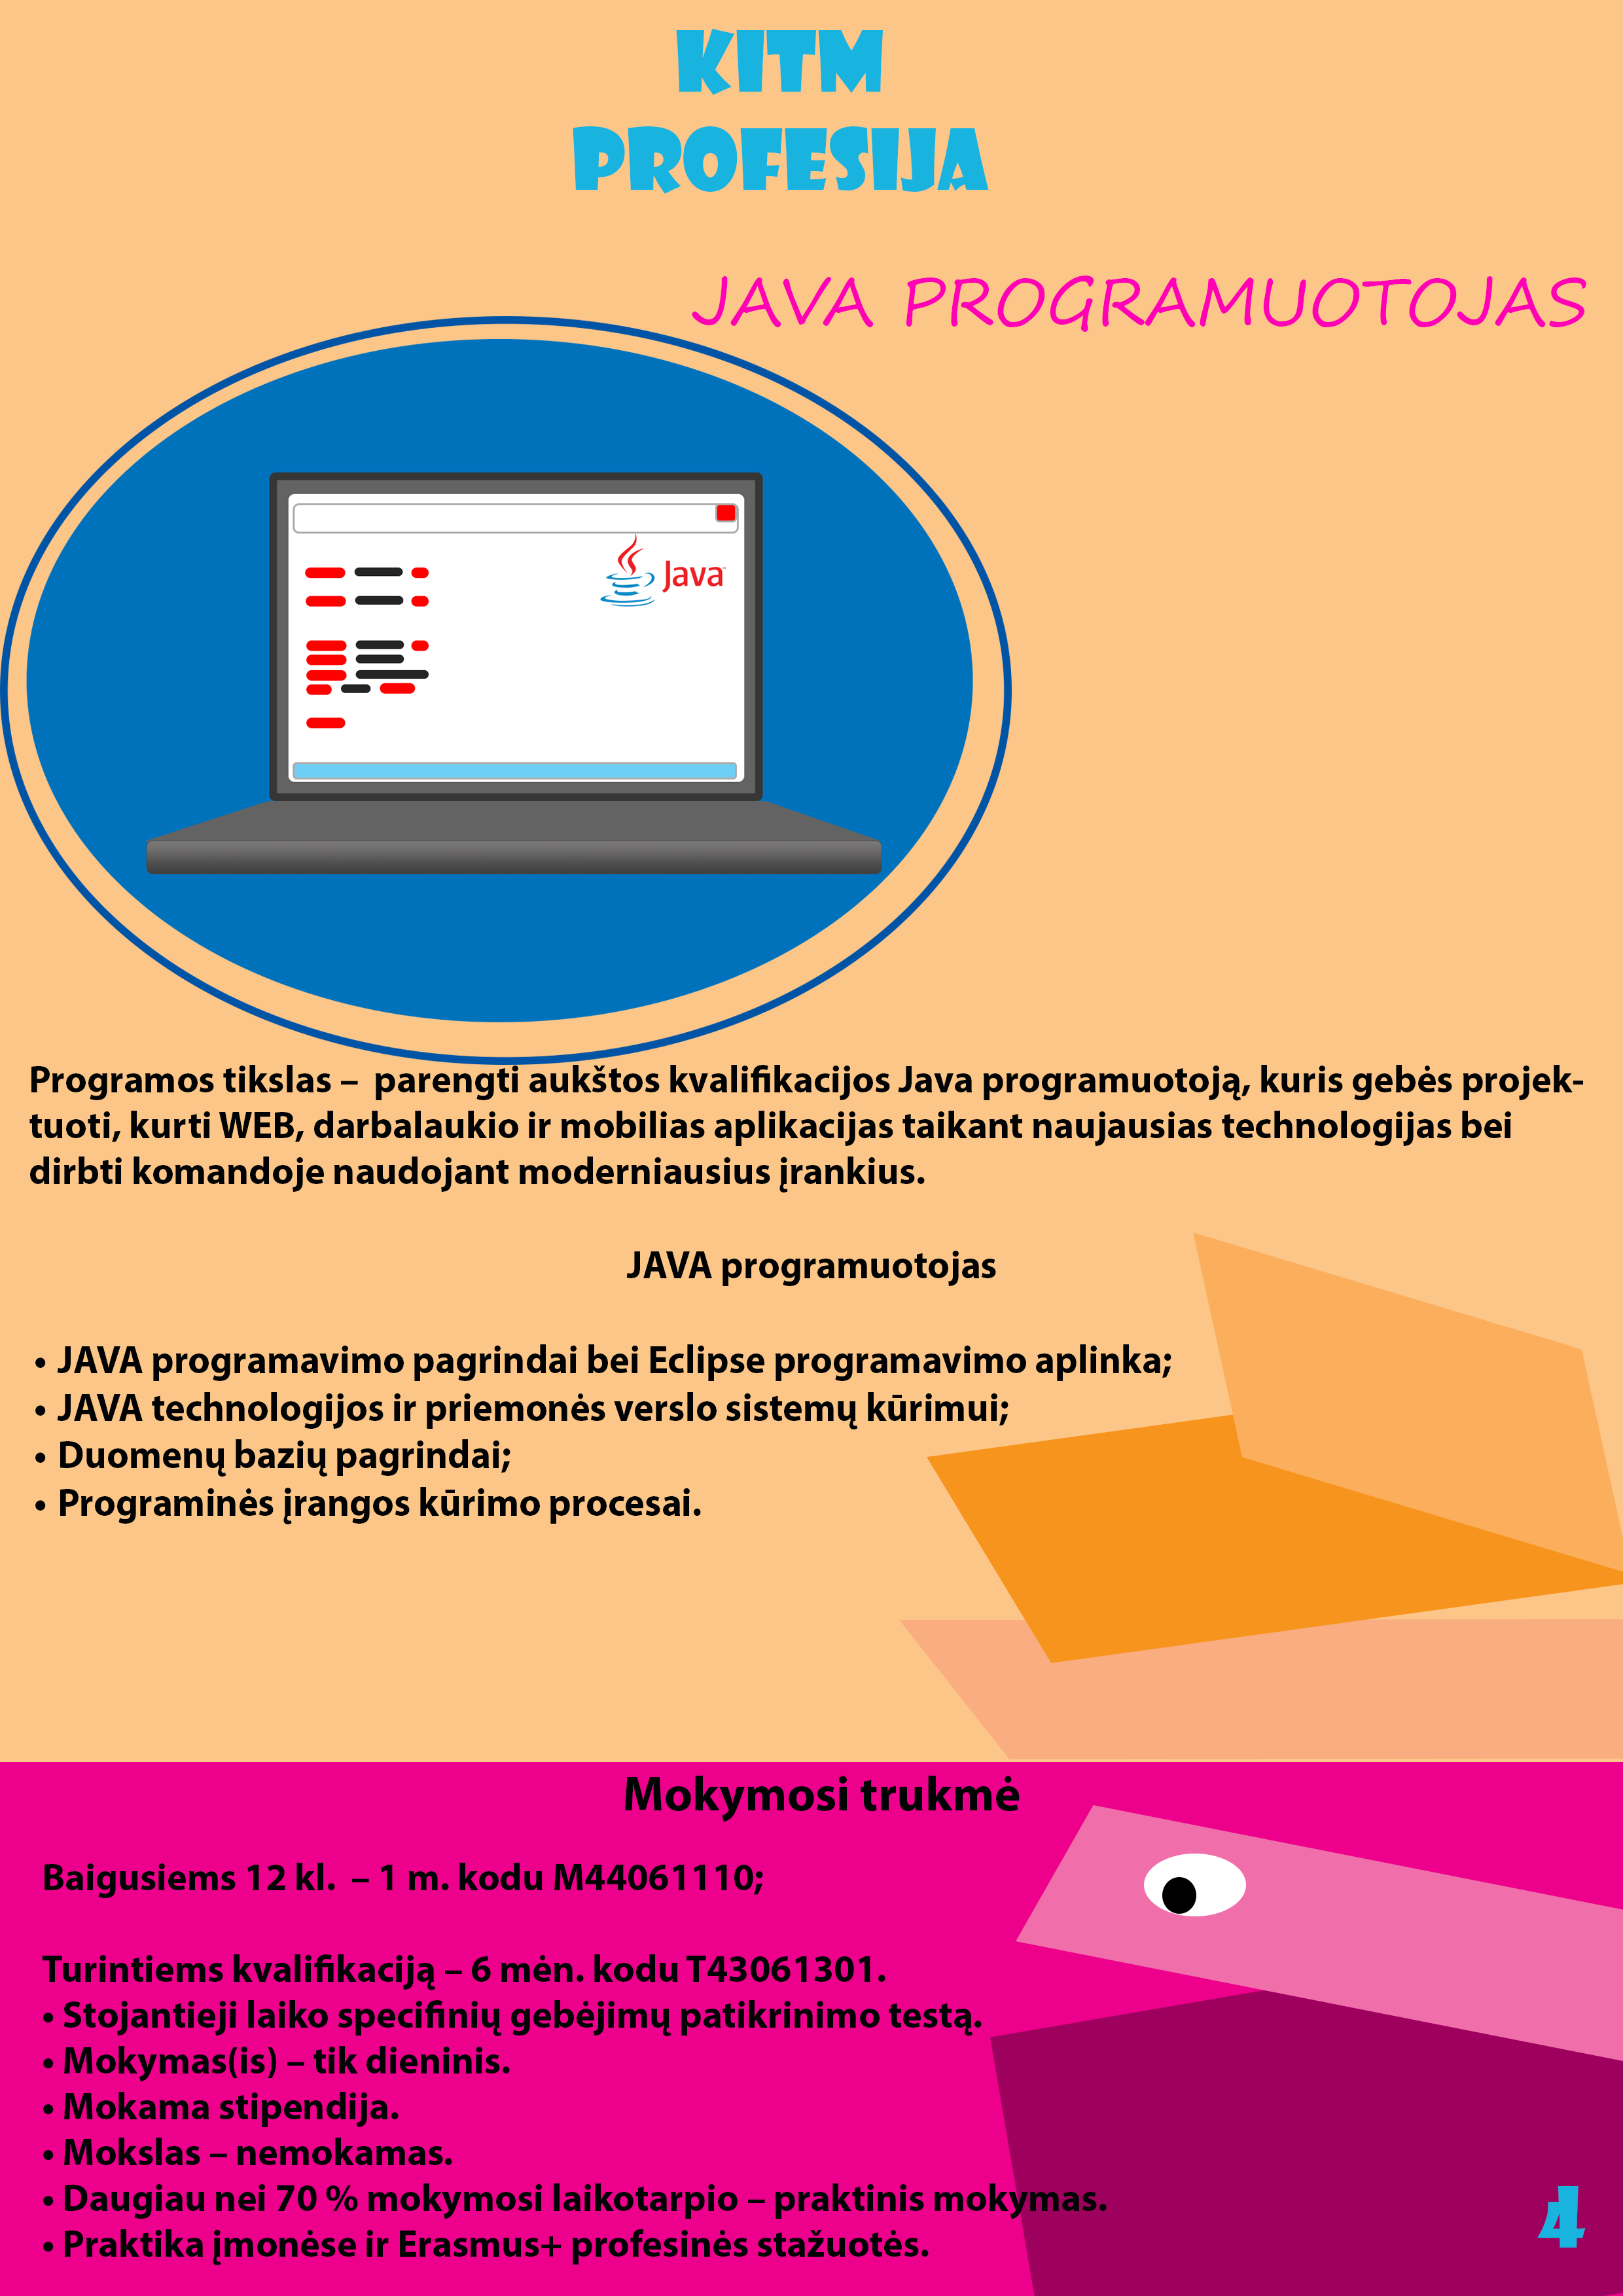 KITM
PROFESIJA
JAVA PROGRAMUOTOJAS
Java
Programos tikslas –  parengti aukštos kvalifikacijos Java programuotoją, kuris gebės projek-
tuoti, kurti WEB, darbalaukio ir mobilias aplikacijas taikant naujausias technologijas bei
dirbti komandoje naudojant moderniausius įrankius.
JAVA programuotojas
• JAVA programavimo pagrindai bei Eclipse programavimo aplinka;
• JAVA technologijos ir priemonės verslo sistemų kūrimui;
• Duomenų bazių pagrindai;
• Programinės įrangos kūrimo procesai.
Mokymosi trukmė
Baigusiems 12 kl.  – 1 m. kodu M44061110;
Turintiems kvalifikaciją – 6 mėn. kodu T43061301.
• Stojantieji laiko specifinių gebėjimų patikrinimo testą.
• Mokymas(is) – tik dieninis.
• Mokama stipendija.
• Mokslas – nemokamas.
• Daugiau nei 70 % mokymosi laikotarpio – praktinis mokymas.
• Praktika įmonėse ir Erasmus+ profesinės stažuotės.
4